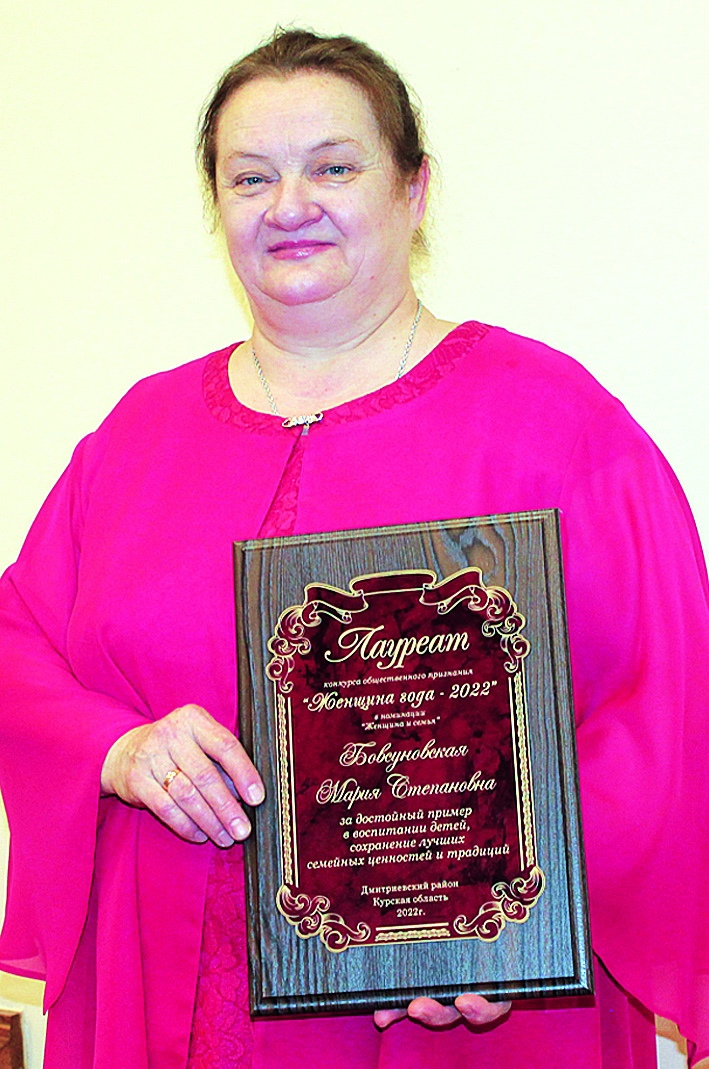 Лауреат
конкурса общественного признания
“Женщина года - 2022”
в номинации
“Женщина и семья”
Бовсуновская
Мария Степановна
за достойный пример
в воспитании детей,
сохранение лучших
семейных ценностей и традиций
Дмитриевский район
Курская область
2022г.